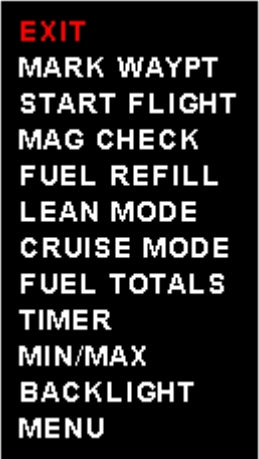 EXIT
MARK WAYPT
START FLIGHT
MAG CHECK
FUEL REFILL
LEAN MODE
CRUISE MODE
FUEL TOTALS
TIMER
MIN/MAX
BACKLIGHT
MENU